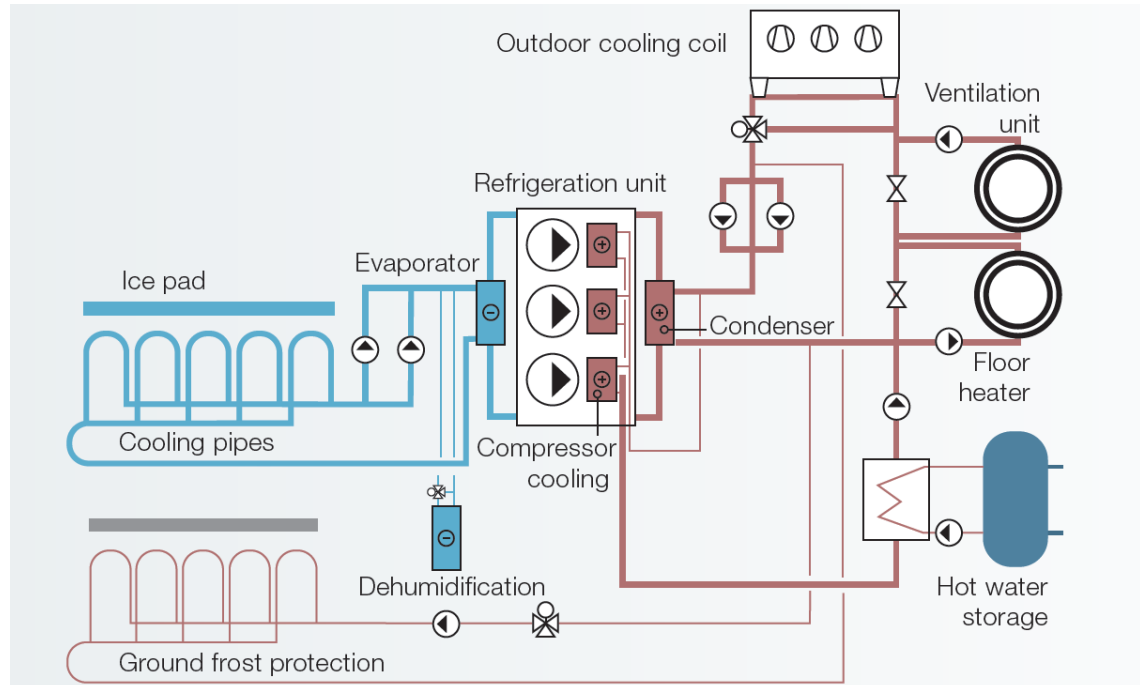 Outdoor cooling coil
Ventilation
unit
Refrigeration unit
Evaporator
Ice pad
Condenser
Floor
heater
Cooling pipes
Compressor
cooling
Dehumidification
Hot water
storage
Ground frost protection